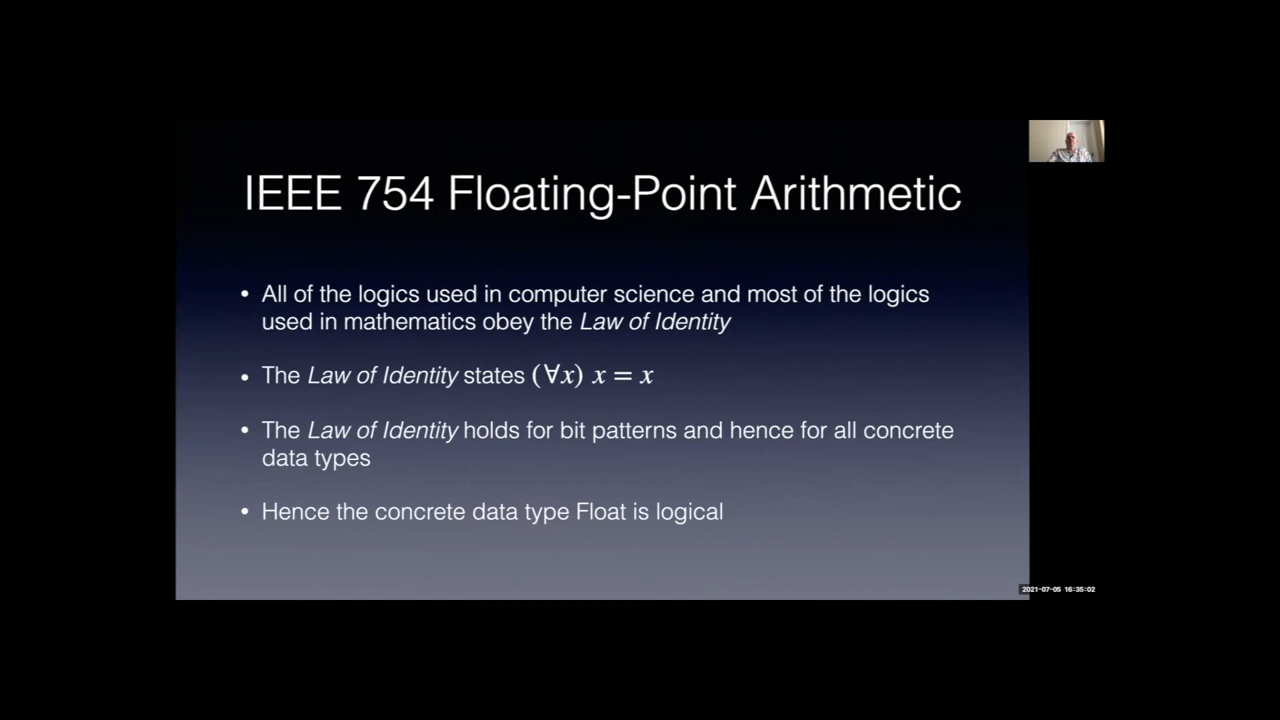 IEEE 754 Floating-Point Arithmetic
• All of the logics used in computer science and most of the logics
used in mathematics obey the Law of Identity
• The Law of Identity states (∀x) x = x
• The Law of Identity holds for bit patterns and hence for all concrete
data types
• Hence the concrete data type Float is logical
2021-07-05 16:35:02